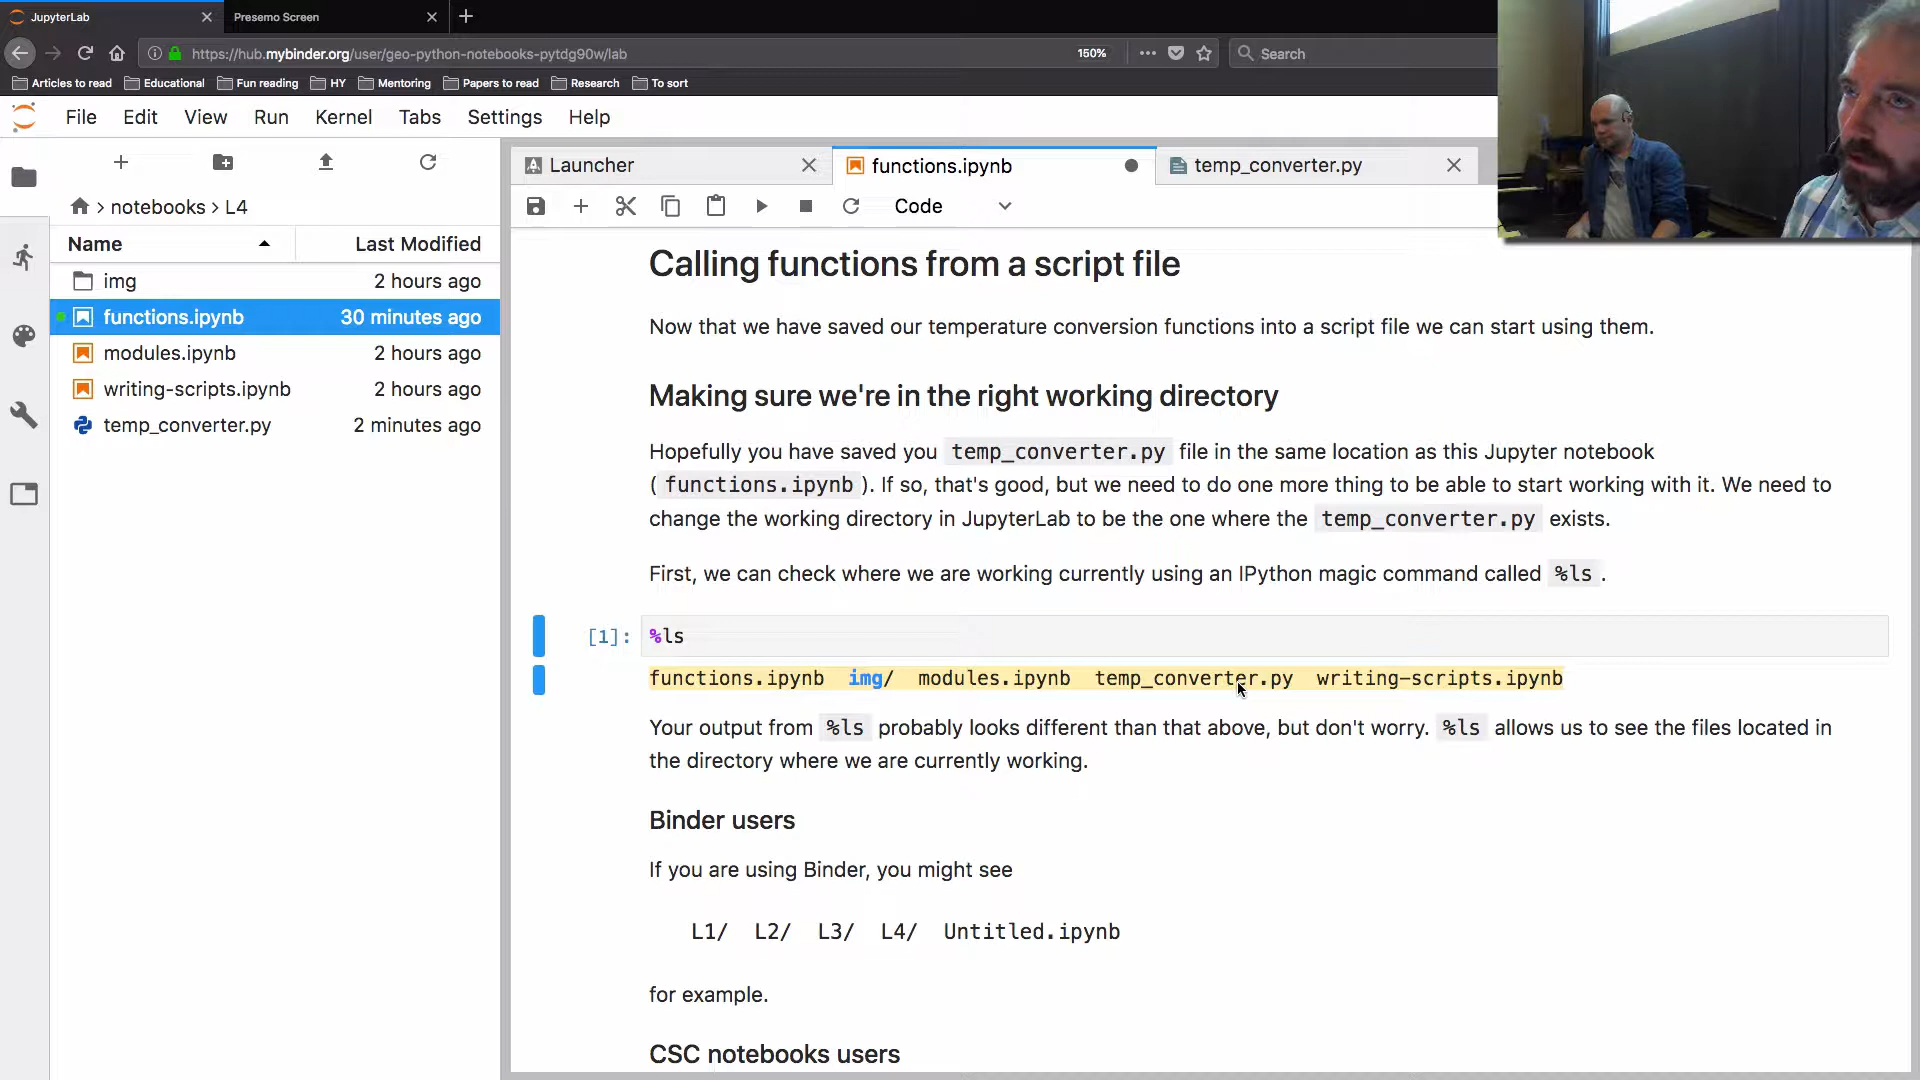 JupyterLab
Presemo Screen
https://hub.mybinder.org/user/geo-python-notebooks-pytdg90w/lab
150%
Search
Articles to read
Educational
Fun reading
HY
Mentoring
Papers to read
Research
To sort
File
Edit
View
Run
Kernel
Tabs
Settings
Help
Launcher
functions.ipynb
temp_converter.py
Code
> notebooks > L4
Name
Last Modified
img 2 hours ago
functions.ipynb 30 minutes ago
modules.ipynb 2 hours ago
writing-scripts.ipynb 2 hours ago
temp_converter.py 2 minutes ago
Calling functions from a script file
Now that we have saved our temperature conversion functions into a script file we can start using them.
Making sure we're in the right working directory
Hopefully you have saved you temp_converter.py file in the same location as this Jupyter notebook
( functions.ipynb ). If so, that's good, but we need to do one more thing to be able to start working with it. We need to
change the working directory in JupyterLab to be the one where the temp_converter.py exists.
First, we can check where we are working currently using an IPython magic command called %ls .
[1]: %ls
functions.ipynb img/ modules.ipynb temp_converter.py writing-scripts.ipynb
Your output from %ls probably looks different than that above, but don't worry. %ls allows us to see the files located in
the directory where we are currently working.
Binder users
If you are using Binder, you might see
L1/ L2/ L3/ L4/ Untitled.ipynb
for example.
CSC notebooks users